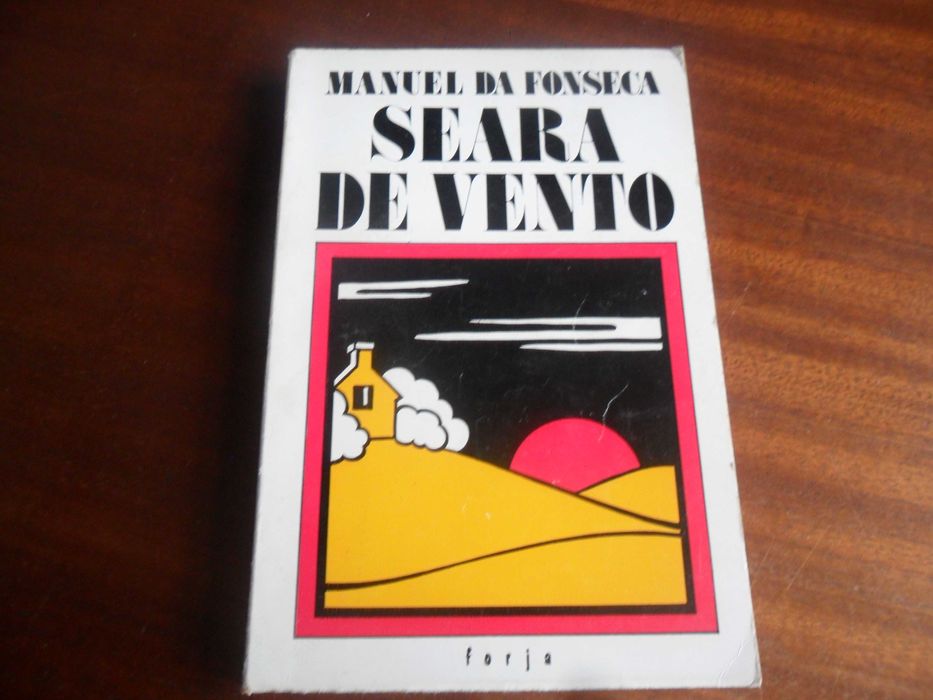 MANUEL DA FONSECA
SEARA
DE VENTO
forja